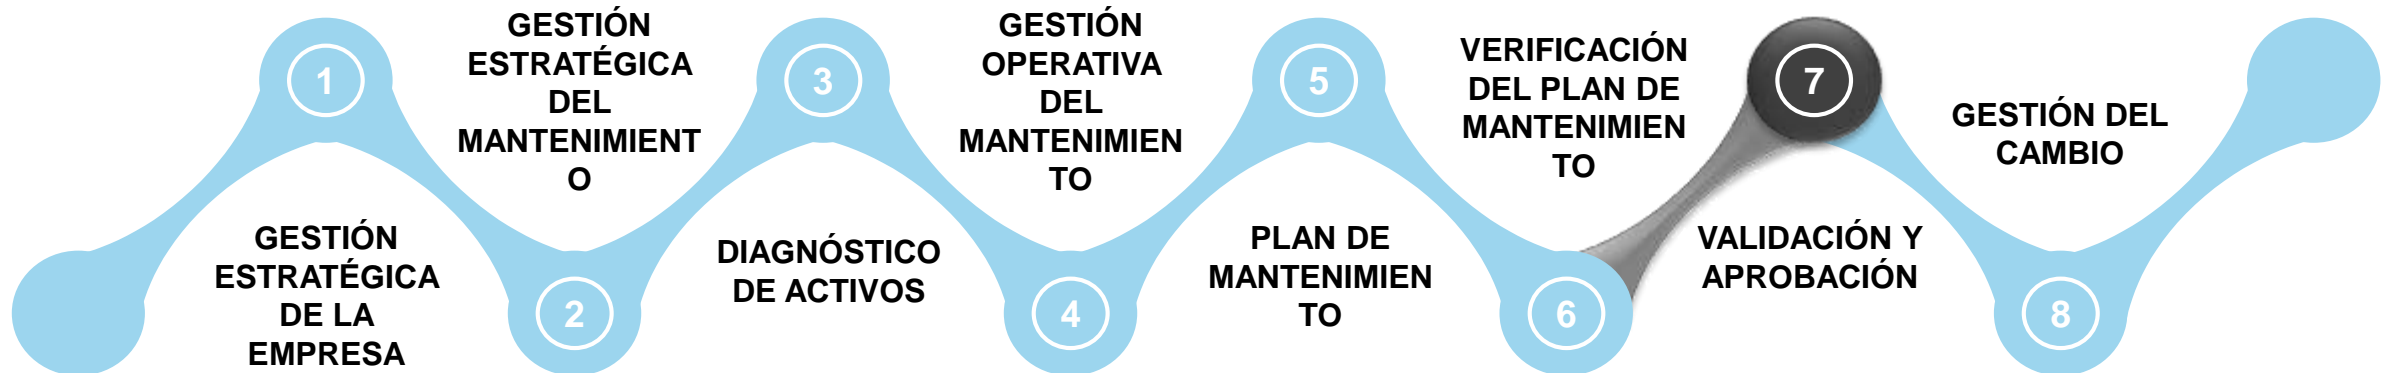 1
GESTIÓN
ESTRATÉGICA
DE LA
EMPRESA
GESTIÓN
ESTRATÉGICA
DEL
MANTENIMIENT
O
2
3
DIAGNÓSTICO
DE ACTIVOS
GESTIÓN
OPERATIVA
DEL
MANTENIMIEN
TO
4
5
PLAN DE
MANTENIMIEN
TO
VERIFICACIÓN
DEL PLAN DE
MANTENIMIEN
TO
6
7
VALIDACIÓN Y
APROBACIÓN
GESTIÓN DEL
CAMBIO
8